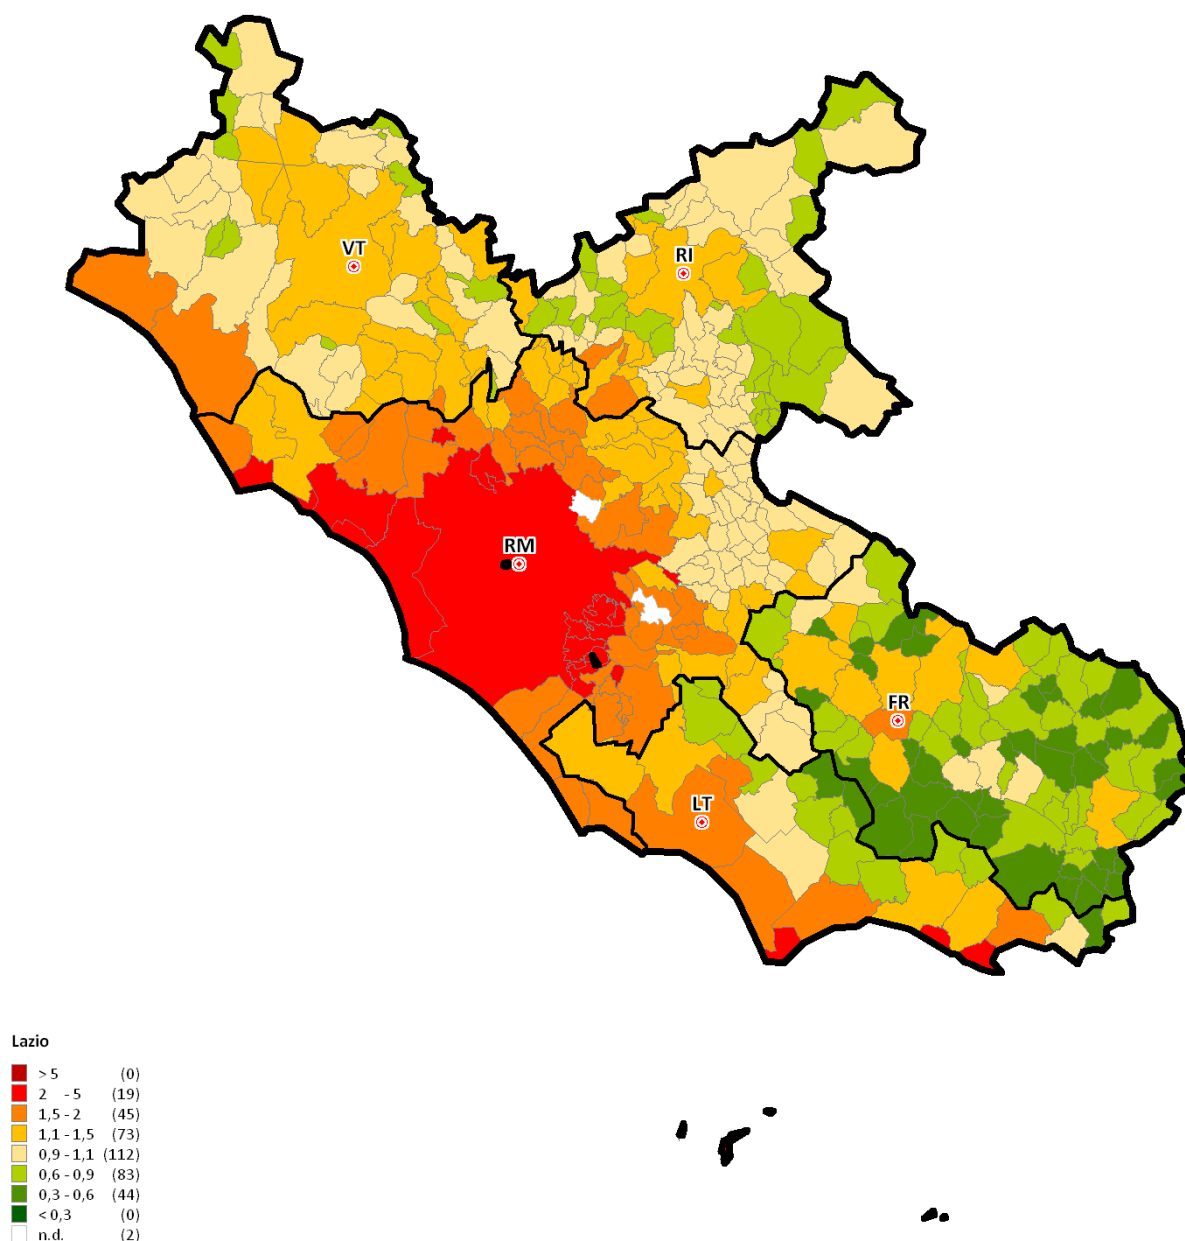 VT
RI
RM
FR
LT
Lazio
> 5 (0)
2 - 5 (19)
1,5 - 2 (45)
1,1 - 1,5 (73)
0,9 - 1,1 (112)
0,6 - 0,9 (83)
0,3 - 0,6 (44)
< 0,3 (0)
n.d. (2)